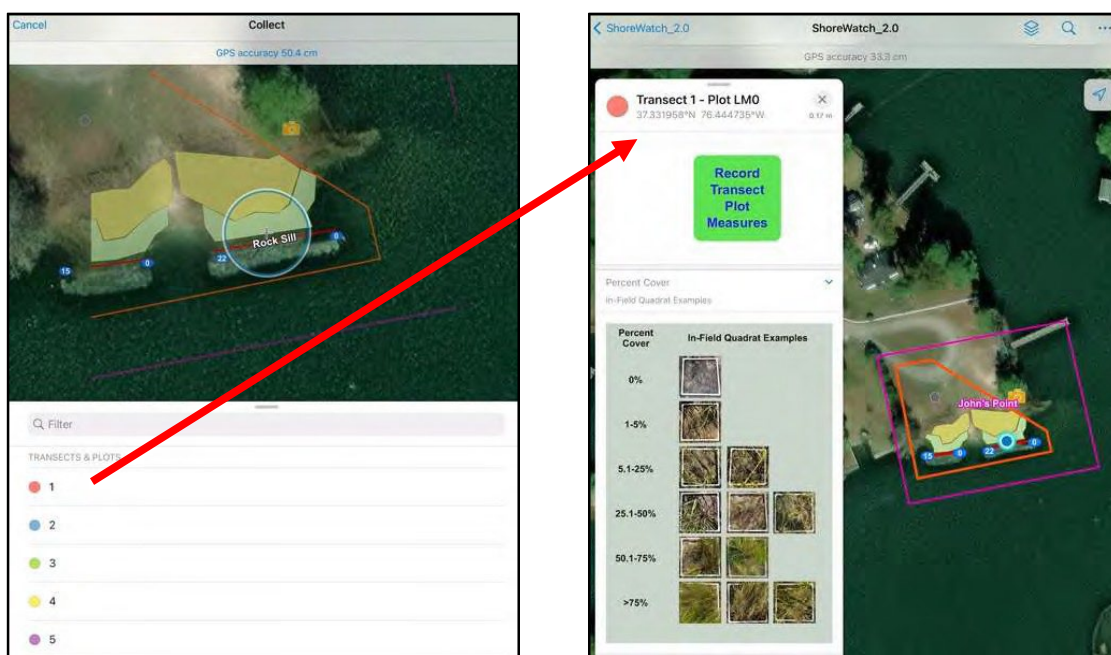 Cancel
Collect
GPS accuracy 50.4 cm
Rock Sill
15
0
22
0
Filter
TRANSECTS & PLOTS
1
2
3
4
5
ShoreWatch_2.0
ShoreWatch_2.0
GPS accuracy 33.3 cm
Transect 1 - Plot LM0
37.331958°N 76.444735°W
0.17 m
Record
Transect
Plot
Measures
Percent Cover
In-Field Quadrat Examples
Percent
Cover
In-Field Quadrat Examples
0%
1-5%
5.1-25%
25.1-50%
50.1-75%
>75%
John's Point
15
0
22
0